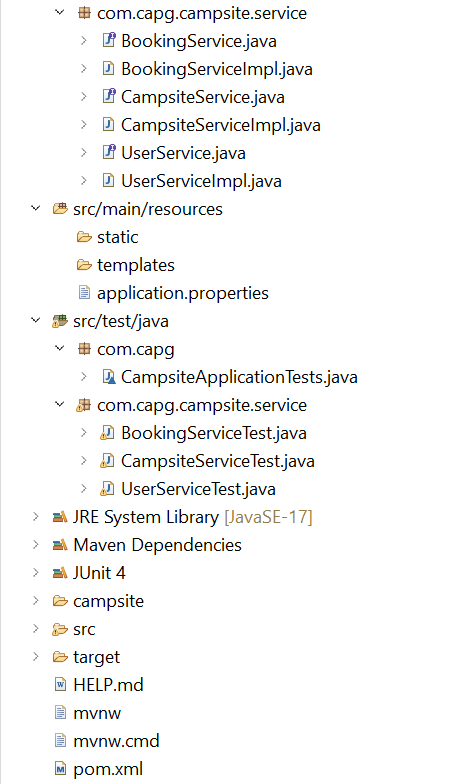 com.capg.campsite.service
BookingService.java
BookingServiceImpl.java
CampsiteService.java
CampsiteServiceImpl.java
UserService.java
UserServiceImpl.java
src/main/resources
static
templates
application.properties
src/test/java
com.capg
CampsiteApplicationTests.java
com.capg.campsite.service
BookingServiceTest.java
CampsiteServiceTest.java
UserServiceTest.java
JRE System Library [JavaSE-17]
Maven Dependencies
JUnit 4
campsite
src
target
HELP.md
mvnw
mvnw.cmd
pom.xml